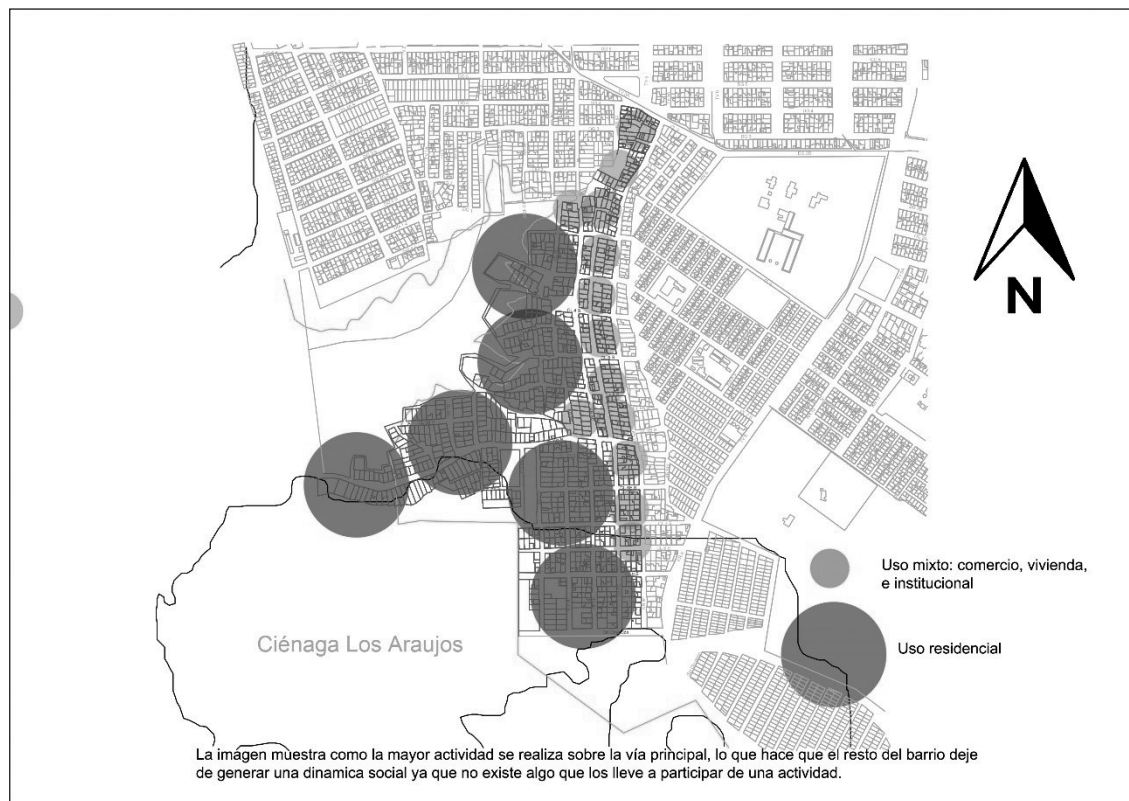 N
Uso mixto: comercio, vivienda,
e institucional
Uso residencial
Ciénaga Los Araujos
La imágen muestra como la mayor actividad se realiza sobre la vía principal, lo que hace que el resto del barrio deje
de generar una dinamica social ya que no existe algo que los lleve a participar de una actividad.